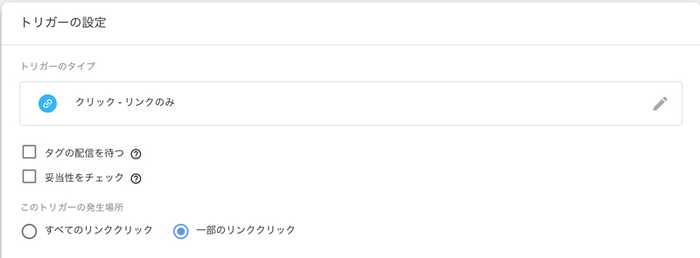 トリガーの設定
トリガーのタイプ
クリック - リンクのみ
タグの配信を待つ
妥当性をチェック
このトリガーの発生場所
すべてのリンククリック 一部のリンククリック